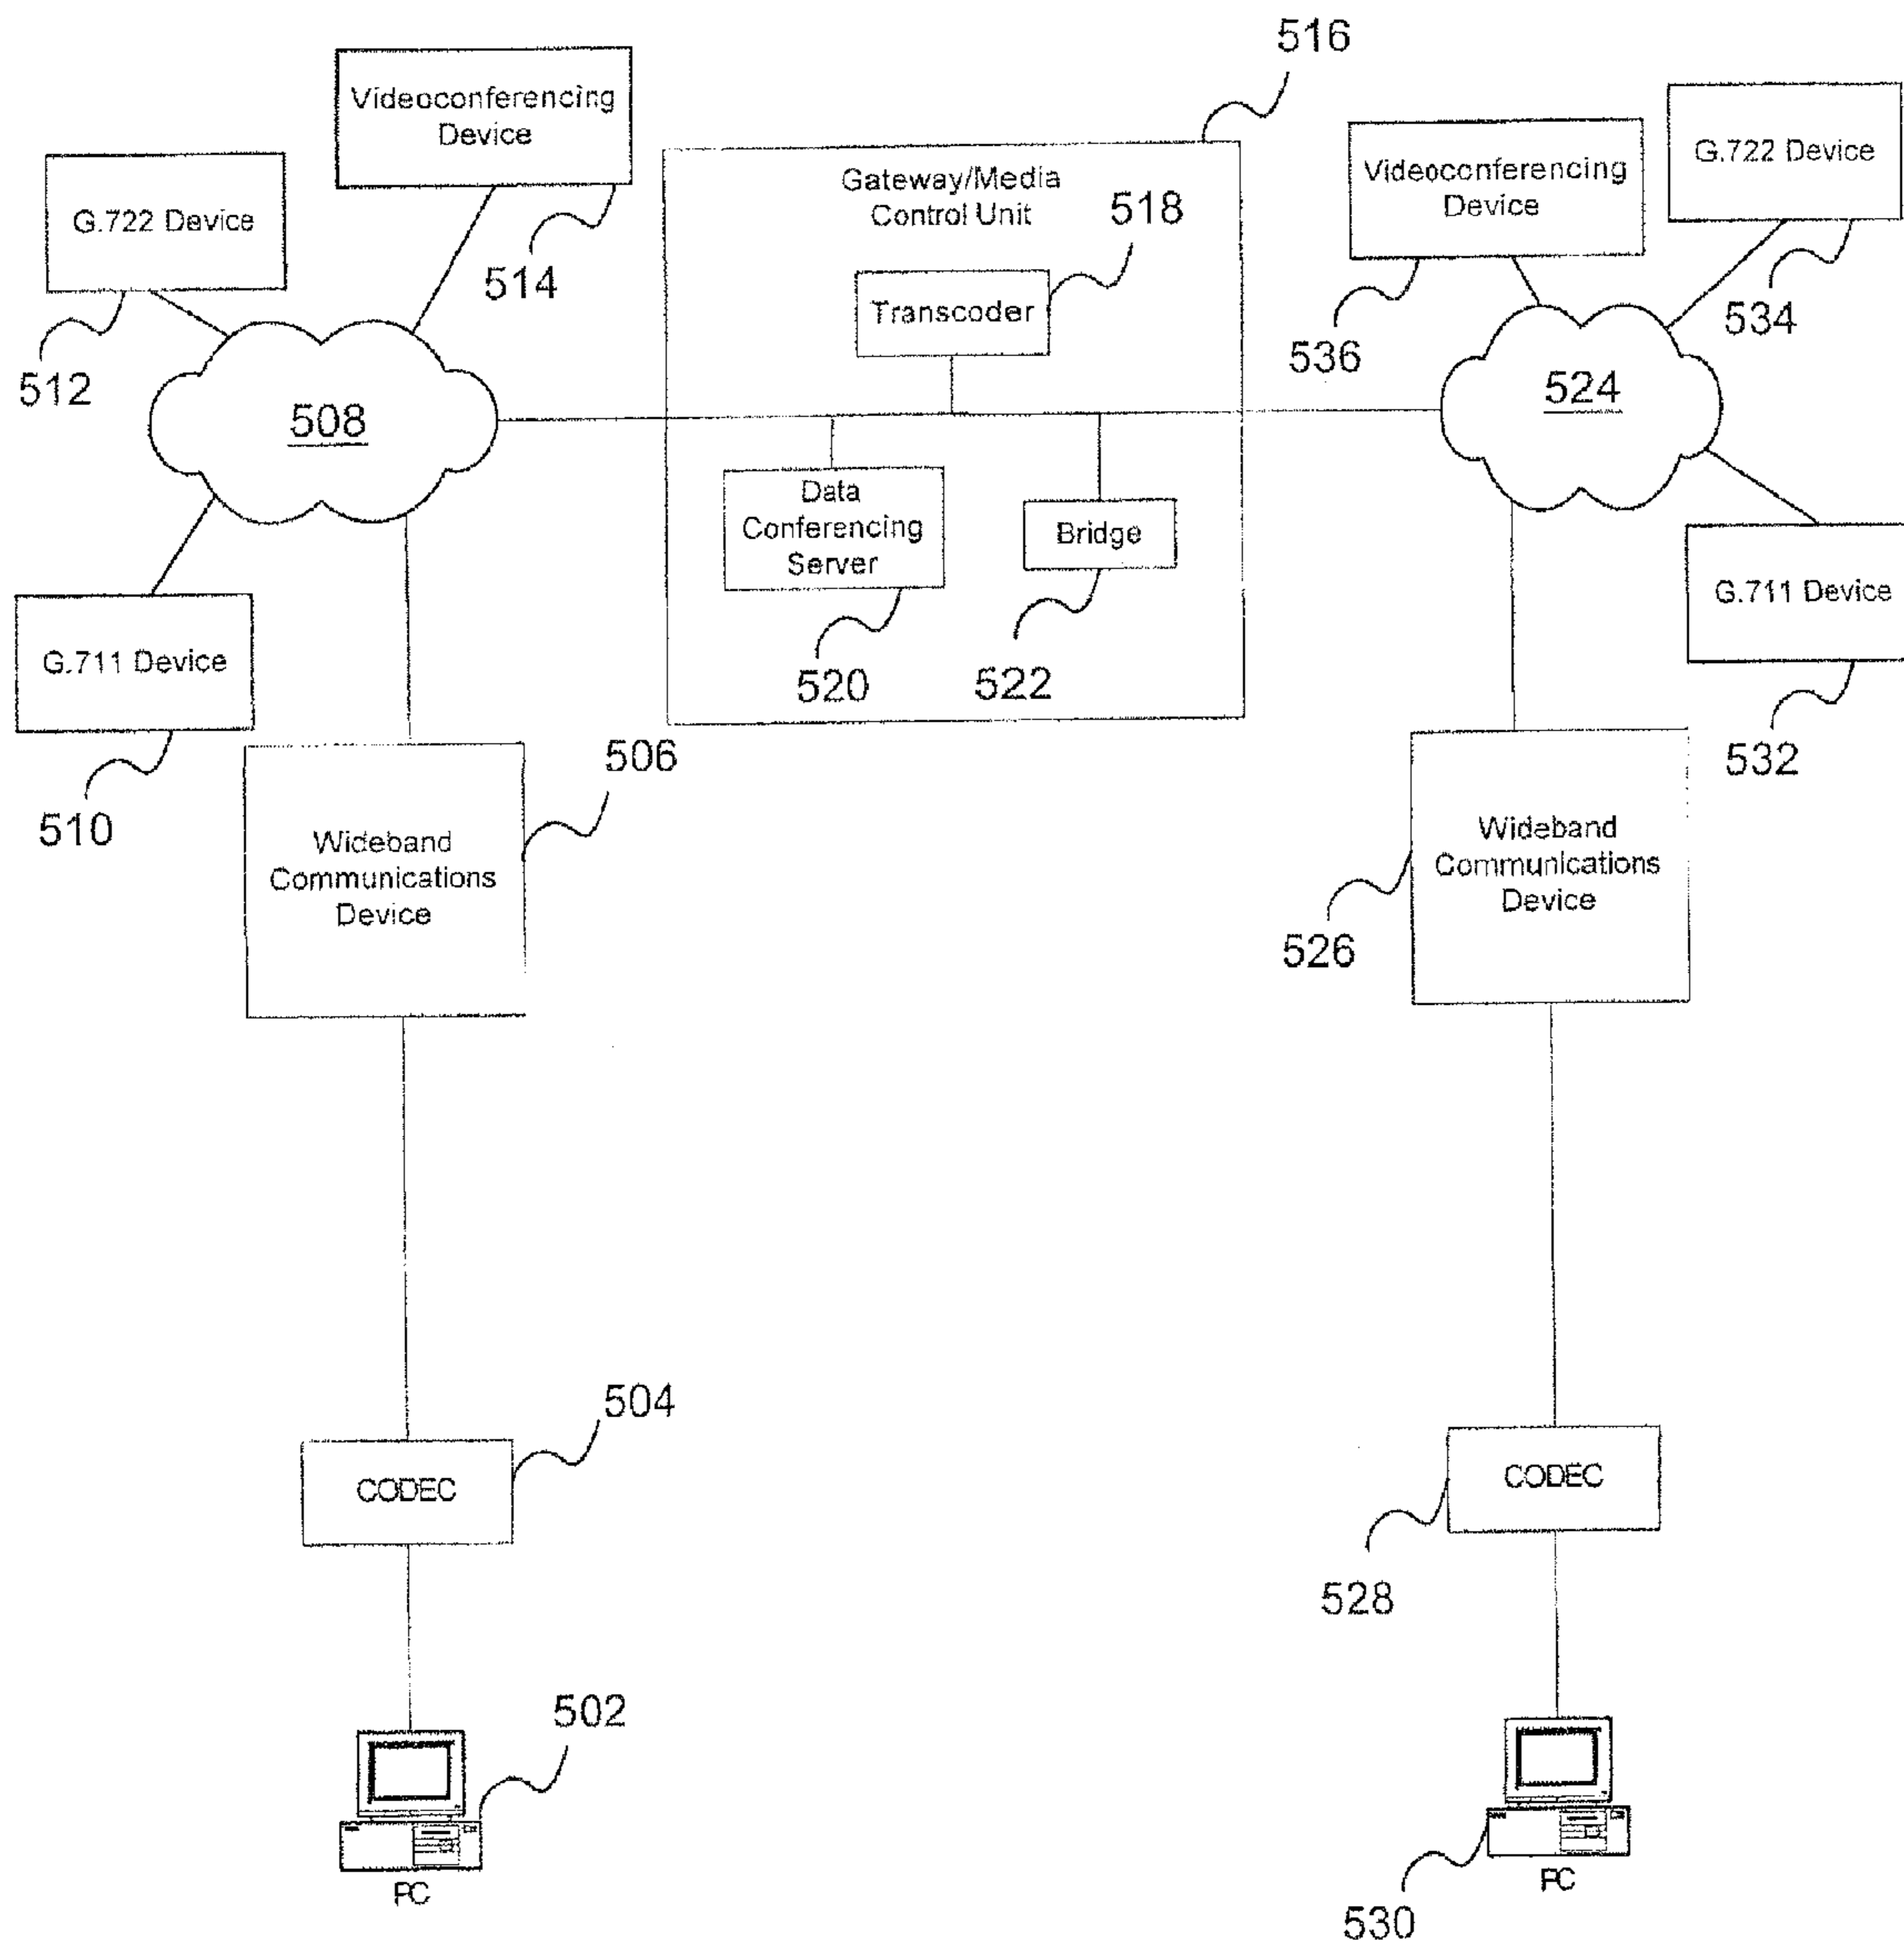 516
Videoconferencing
Device
G.722 Device
Gateway/Media
Control Unit
518
Videoconferencing
Device
G.722 Device
514
Transcoder
536
534
512
508
524
Data
Conferencing
Server
Bridge
G.711 Device
G.711 Device
520
522
506
532
510
Wideband
Communications
Device
Wideband
Communications
Device
526
504
CODEC
CODEC
528
502
PC
PC
530